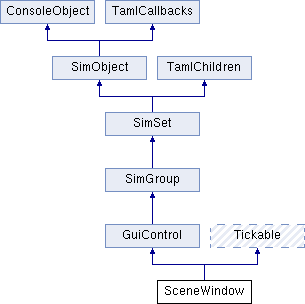 ConsoleObject TamlCallbacks
SimObject TamlChildren
SimSet
SimGroup
GuiControl Tickable
SceneWindow